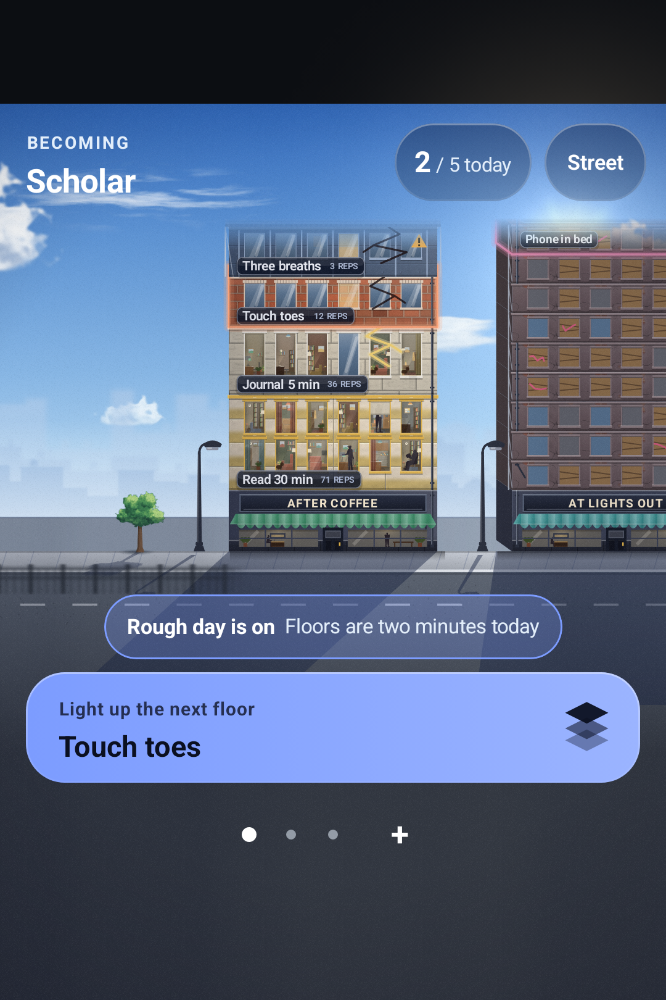 BECOMING
Scholar
2 / 5 today
Street
Phone in bed
Three breaths 3 REPS
Touch toes 12 REPS
Journal 5 min 36 REPS
Read 30 min 71 REPS
AFTER COFFEE
AT LIGHTS OUT
Rough day is on Floors are two minutes today
Light up the next floor
Touch toes